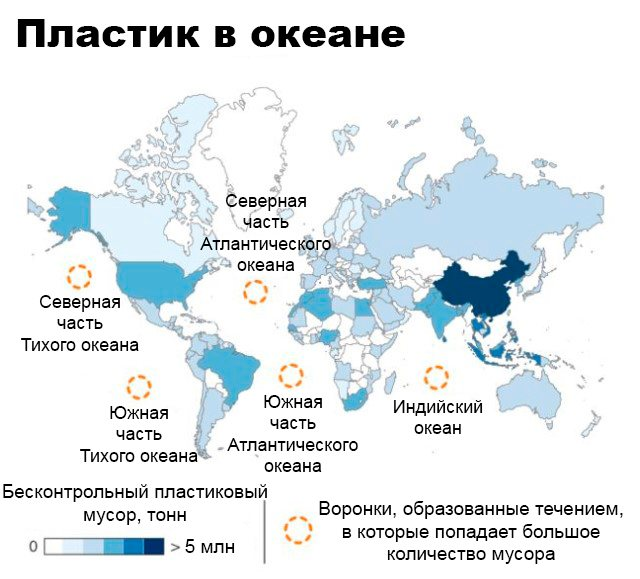 Пластик в океане
Северная
часть
Атлантического
океана
Северная
часть
Тихого океана
Южная
часть
Тихого океана
Южная
часть
Атлантического
океана
Индийский
океан
Бесконтрольный пластиковый
мусор, тонн
0
> 5 млн
Воронки, образованные течением,
в которые попадает большое
количество мусора